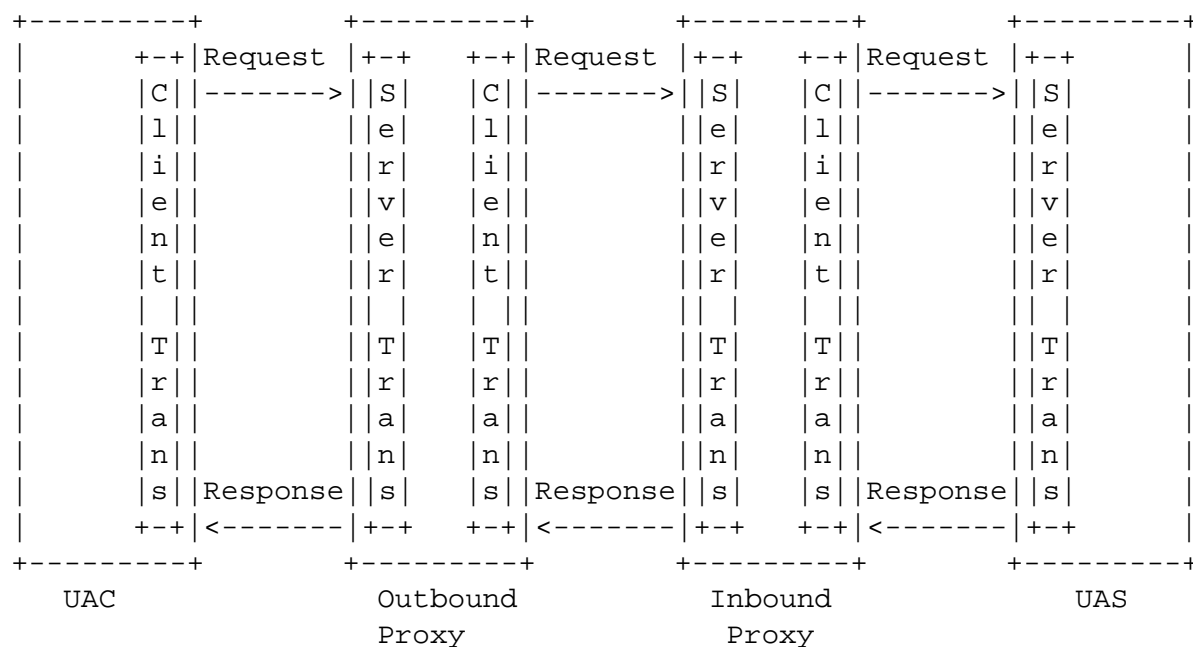 +---------+        +---------+        +---------+        +---------+
|      +-+|Request |+-+   +-+|Request |+-+   +-+|Request |+-+      |
|      |C||------->||S|   |C||------->||S|   |C||------->||S|      |
|      |l||        ||e|   |l||        ||e|   |l||        ||e|      |
|      |i||        ||r|   |i||        ||r|   |i||        ||r|      |
|      |e||        ||v|   |e||        ||v|   |e||        ||v|      |
|      |n||        ||e|   |n||        ||e|   |n||        ||e|      |
|      |t||        ||r|   |t||        ||r|   |t||        ||r|      |
|      | ||        || |   | ||        || |   | ||        || |      |
|      |T||        ||T|   |T||        ||T|   |T||        ||T|      |
|      |r||        ||r|   |r||        ||r|   |r||        ||r|      |
|      |a||        ||a|   |a||        ||a|   |a||        ||a|      |
|      |n||        ||n|   |n||        ||n|   |n||        ||n|      |
|      |s||Response||s|   |s||Response||s|   |s||Response||s|      |
|      +-+|<-------|+-+   +-+|<-------|+-+   +-+|<-------|+-+      |
+---------+        +---------+        +---------+        +---------+
   UAC               Outbound           Inbound              UAS
                     Proxy               Proxy